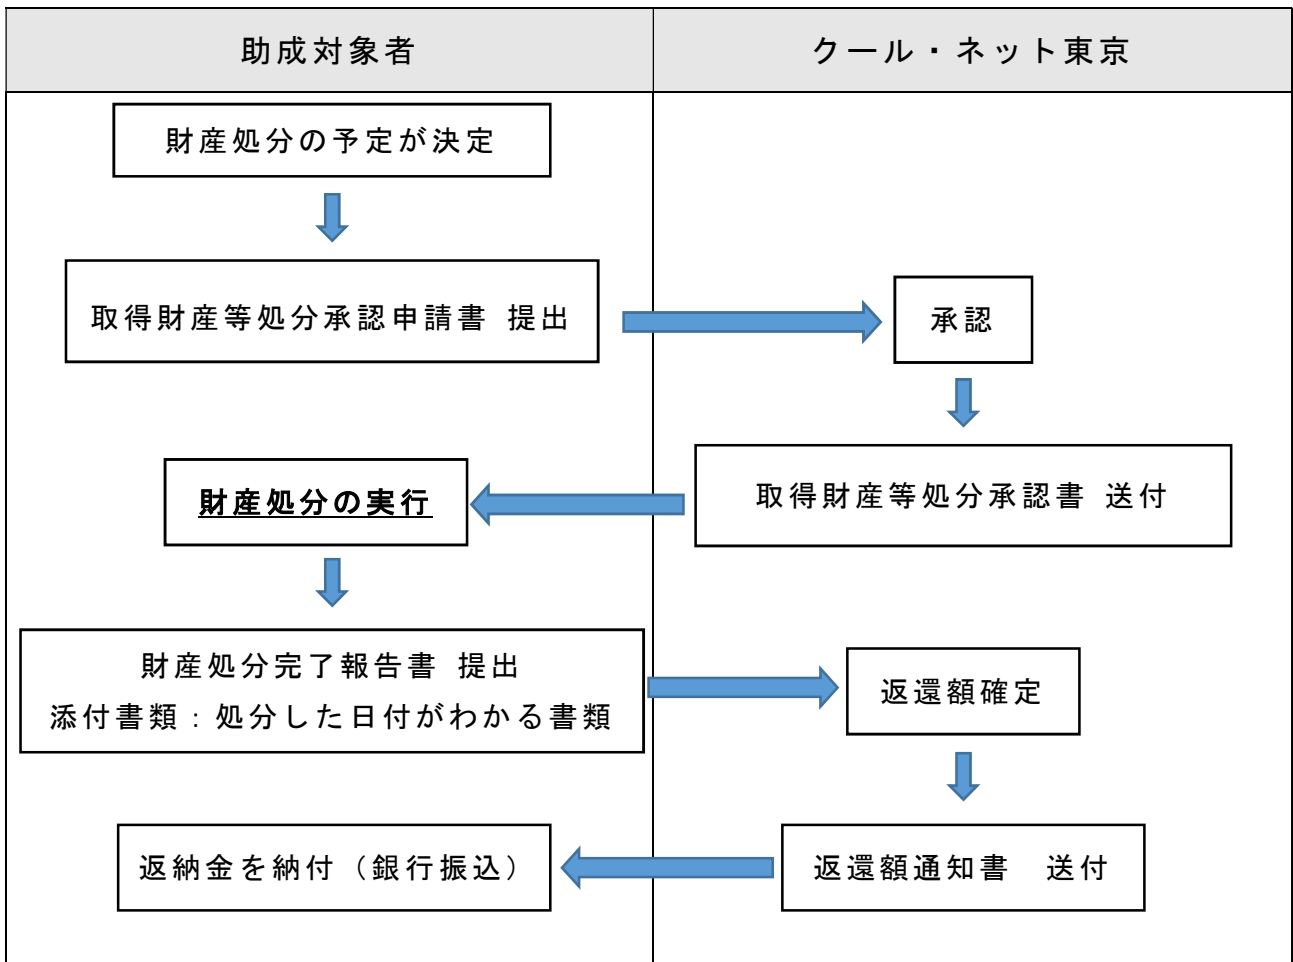 助成対象者
クール・ネット東京
財産処分の予定が決定
取得財産等処分承認申請書 提出
承認
取得財産等処分承認書 送付
財産処分の実行
財産処分完了報告書 提出
添付書類：処分した日付がわかる書類
返還額確定
返還額通知書　送付
返納金を納付（銀行振込）